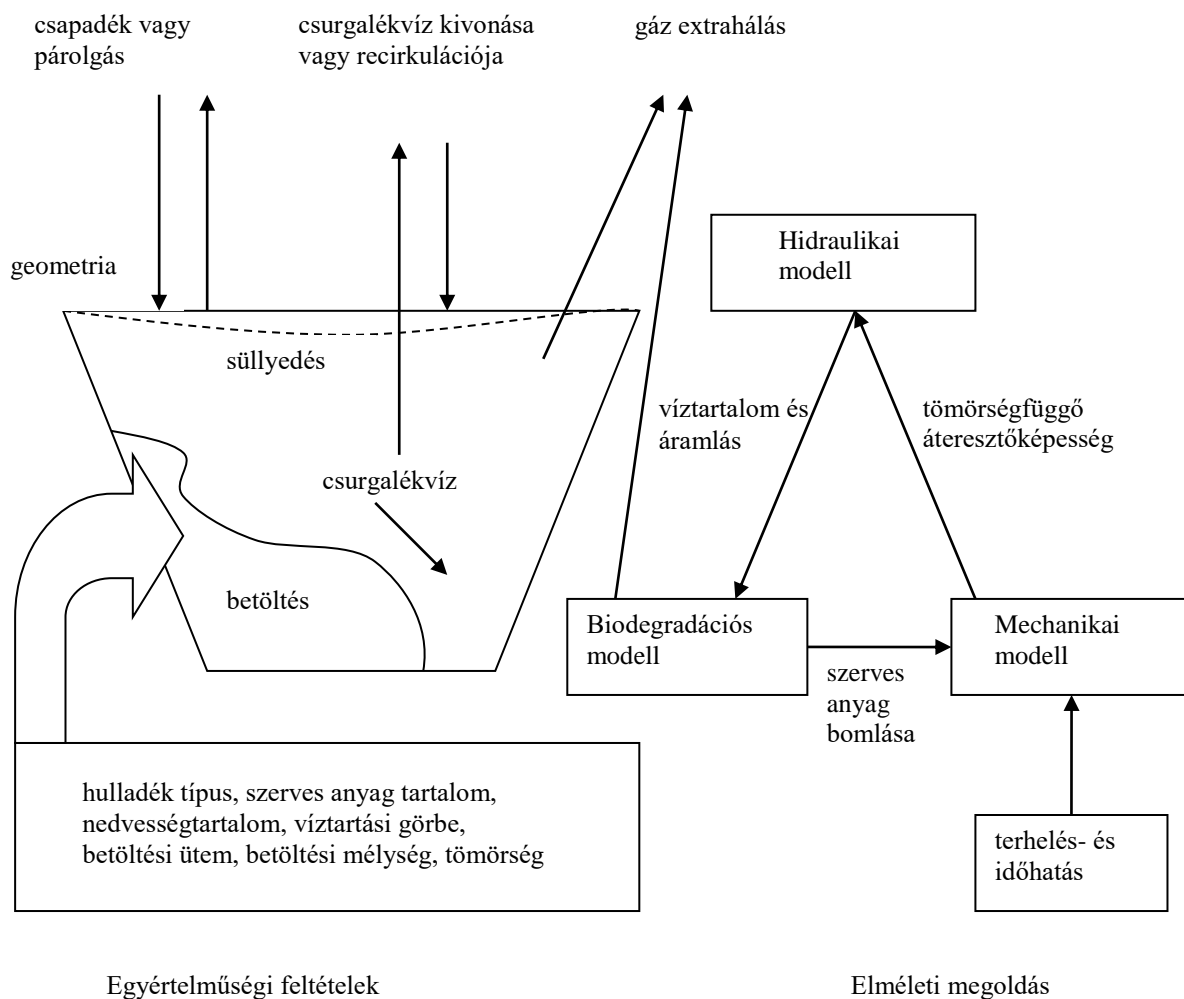 csapadék vagy
párolgás
csurgalékvíz kivonása
vagy recirkulációja
gáz extrahálás
Hidraulikai
modell
geometria
süllyedés
víztartalom és
áramlás
tömörségfüggő
áteresztőképesség
csurgalékvíz
betöltés
Biodegradációs
modell
Mechanikai
modell
szerves
anyag
bomlása
hulladék típus, szerves anyag tartalom,
nedvességtartalom, víztartási görbe,
betöltési ütem, betöltési mélység, tömörség
terhelés- és
időhatás
Egyértelműségi feltételek
Elméleti megoldás